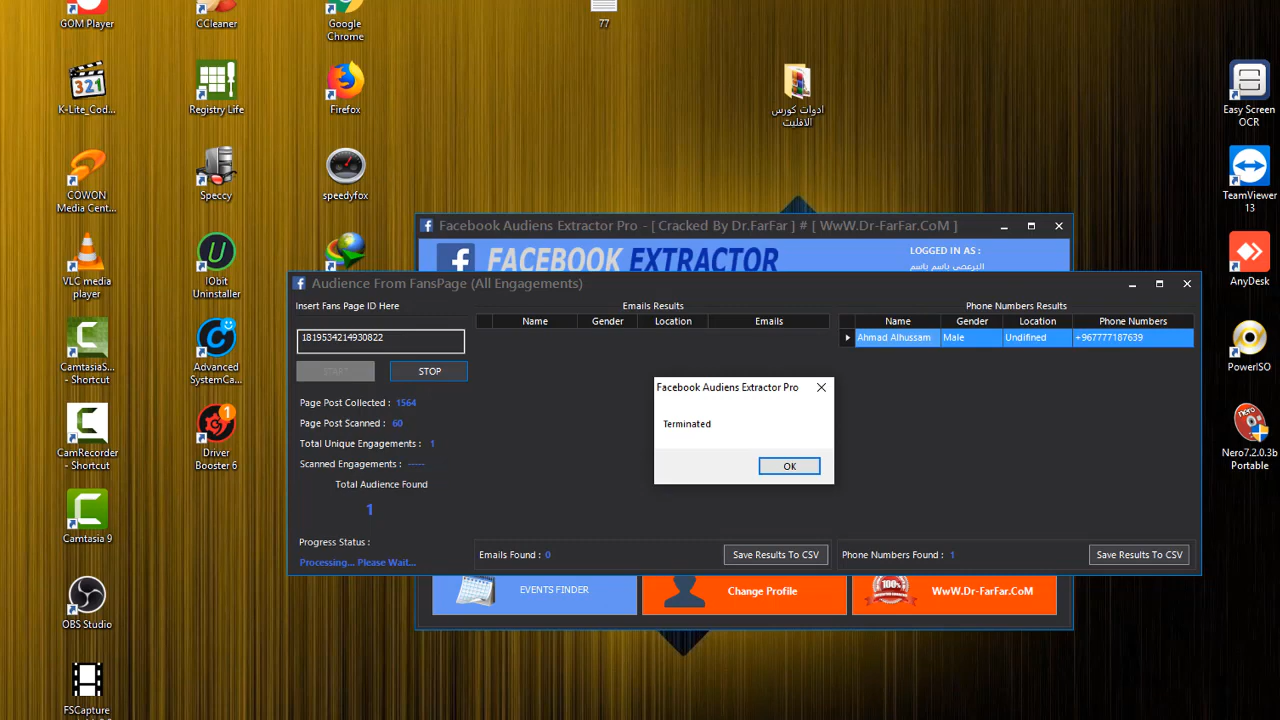 GOM Player
CCleaner
Google
Chrome
77
K-Lite_Cod...
Registry Life
Firefox
ادوات كورس
الافليت
Easy Screen
OCR
COWON
Media Cent...
Speccy
speedyfox
TeamViewer
13
VLC media
player
IObit
Uninstaller
AnyDesk
CamtasiaS...
- Shortcut
Advanced
SystemCa...
PowerISO
CamRecorder
- Shortcut
Driver
Booster 6
Nero7.2.0.3b
Portable
Camtasia 9
OBS Studio
FSCapture
Facebook Audiens Extractor Pro - [ Cracked By Dr.FarFar ] # [ WwW.Dr-FarFar.CoM ]
FACEBOOK EXTRACTOR
LOGGED IN AS :
Audience From FansPage (All Engagements)
Insert Fans Page ID Here
1819534214930822
START
STOP
Page Post Collected : 1564
Page Post Scanned : 60
Total Unique Engagements : 1
Scanned Engagements : -----
Total Audience Found
1
Progress Status :
Processing... Please Wait...
Emails Results
Name Gender Location Emails
Phone Numbers Results
Name Gender Location Phone Numbers
Ahmad Alhussam Male Undifined +967777187639
Facebook Audiens Extractor Pro
Terminated
OK
Emails Found : 0
Save Results To CSV
Phone Numbers Found : 1
Save Results To CSV
EVENTS FINDER
Change Profile
100%
WwW.Dr-FarFar.CoM